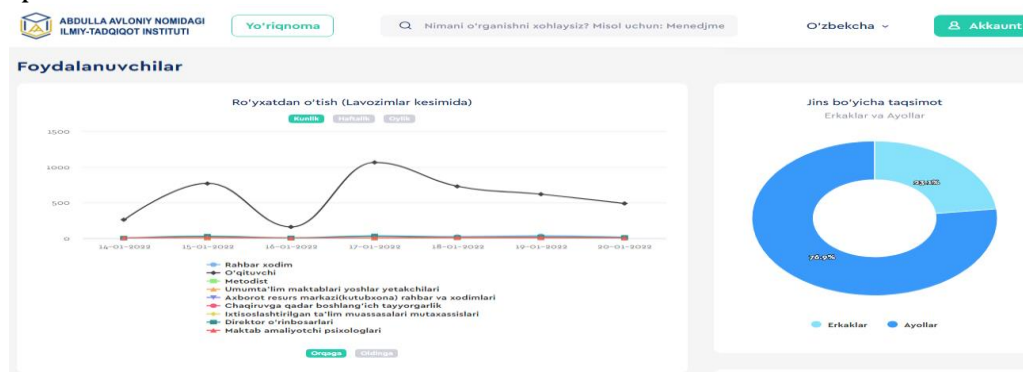 ABDULLA AVLONIY NOMIDAGI
ILMIY-TADQIQOT INSTITUTI
Yo'riqnoma
Nimani o'rganishni xohlaysiz? Misol uchun: Menedjme
O'zbekcha
Akkaunt
Foydalanuvchilar
Ro'yxatdan o'tish (Lavozimlar kesimida)
Kunlik Haftalik Oylik
1500
1000
500
0
14-01-2022 15-01-2022 16-01-2022 17-01-2022 18-01-2022 19-01-2022 20-01-2022
Rahbar xodim
O'qituvchi
Metodist
Umumta'lim maktablari yoshlar yetakchilari
Axborot resurs markazi(kutubxona) rahbar va xodimlari
Chaqiruvga qadar boshlang'ich tayyorgarlik
Ixtisoslashtirilgan ta'lim muassasalari mutaxassislari
Direktor o'rinbosarlari
Maktab amaliyotchi psixologlari
Orqaga Oldinga
Jins bo'yicha taqsimot
Erkaklar va Ayollar
23.1%
76.9%
Erkaklar Ayollar